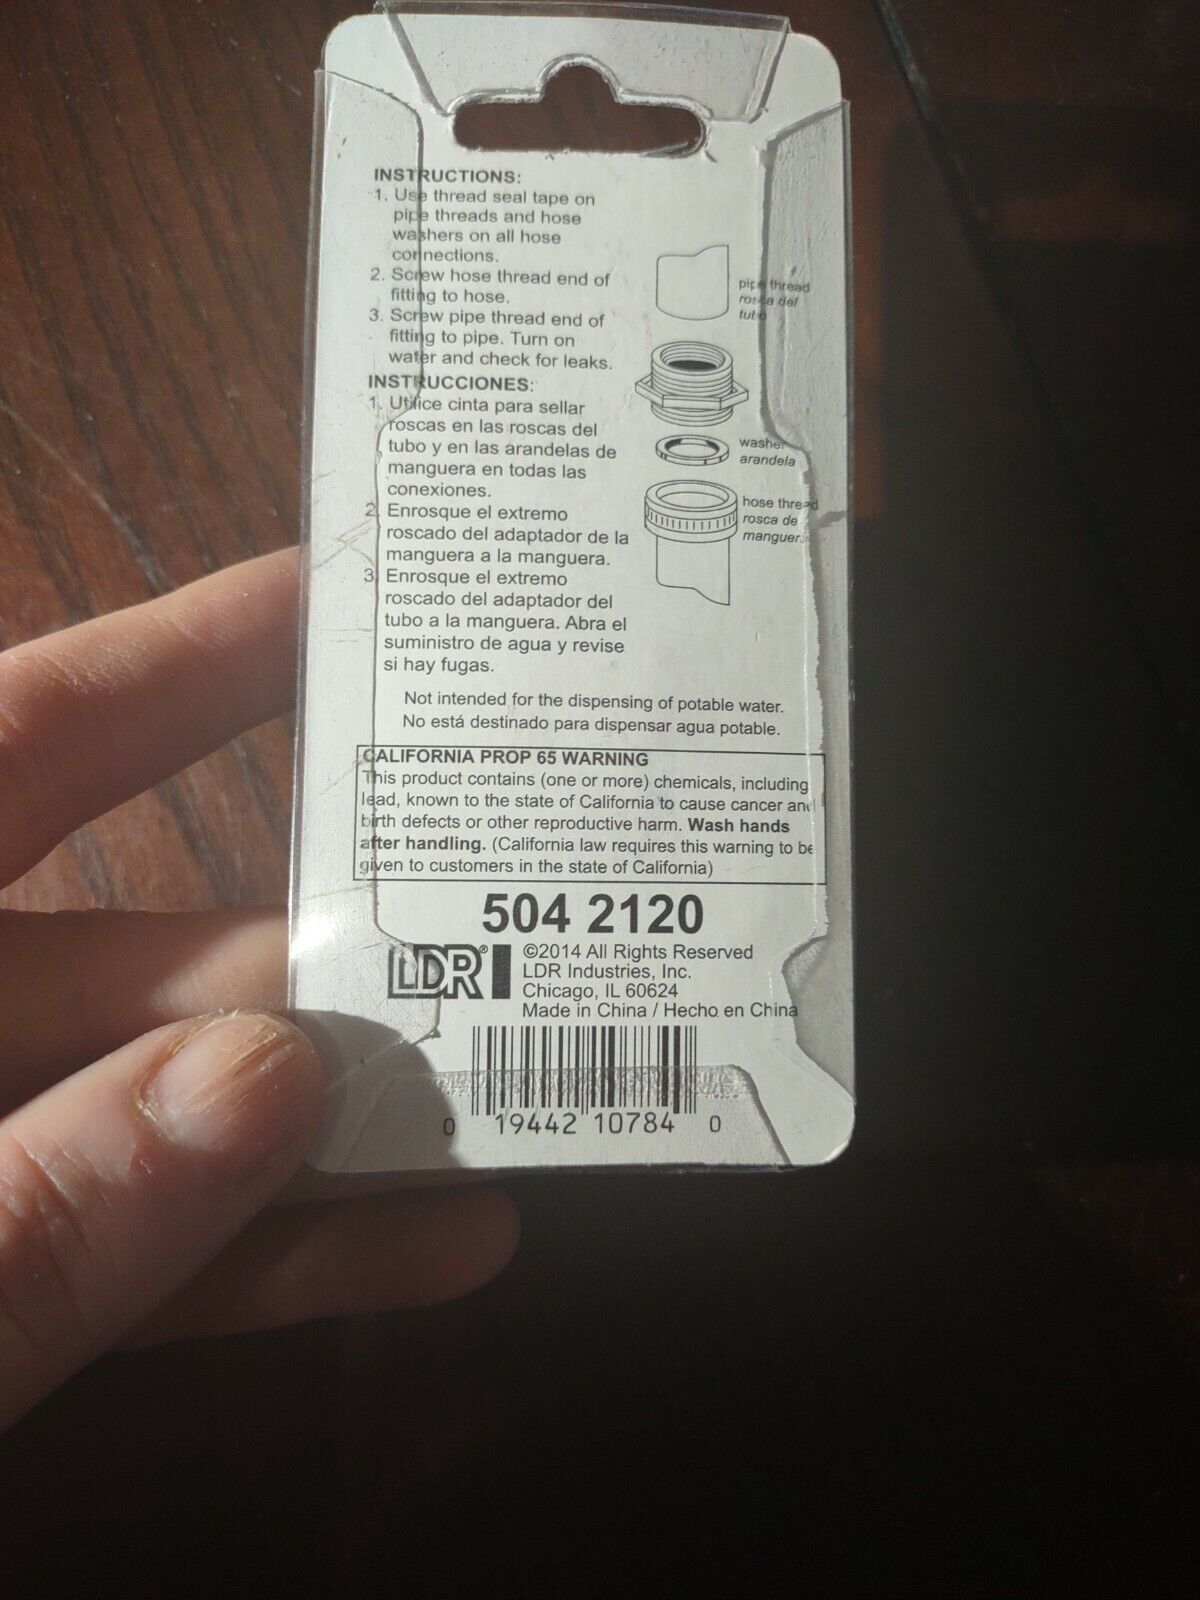 INSTRUCTIONS:
1. Use thread seal tape on
pipe threads and hose
washers on all hose
connections.
2. Screw hose thread end of
fitting to hose.
3. Screw pipe thread end of
fitting to pipe. Turn on
water and check for leaks.
INSTRUCCIONES:
1. Utilice cinta para sellar
roscas en las roscas del
tubo y en las arandelas de
manguera en todas las
conexiones.
2. Enrosque el extremo
roscado del adaptador de la
manguera a la manguera.
3. Enrosque el extremo
roscado del adaptador del
tubo a la manguera. Abra el
suministro de agua y revise
si hay fugas.
pipe thread
rosca del
tubo
washer
arandela
hose thread
rosca de
manguera
Not intended for the dispensing of potable water.
No está destinado para dispensar agua potable.
CALIFORNIA PROP 65 WARNING
This product contains (one or more) chemicals, including
lead, known to the state of California to cause cancer and
birth defects or other reproductive harm. Wash hands
after handling. (California law requires this warning to be
given to customers in the state of California)
504 2120
LDR®
©2014 All Rights Reserved
LDR Industries, Inc.
Chicago, IL 60624
Made in China / Hecho en China
0 19442 10784 0